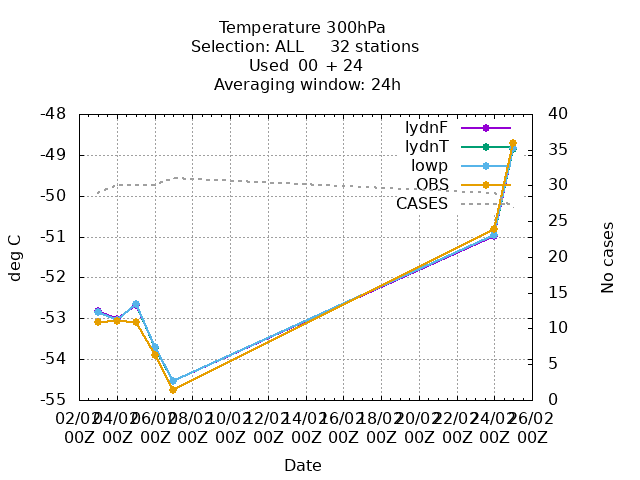 Temperature 300hPa
Selection: ALL 32 stations
Used 00 + 24
Averaging window: 24h
-48
-49
-50
-51
-52
-53
-54
-55
deg C
40
35
30
25
20
15
10
5
0
No cases
lydnF
lydnT
lowp
OBS
CASES
02/02 04/02 06/02 08/02 10/02 12/02 14/02 16/02 18/02 20/02 22/02 24/02 26/02
00Z 00Z 00Z 00Z 00Z 00Z 00Z 00Z 00Z 00Z 00Z 00Z 00Z
Date